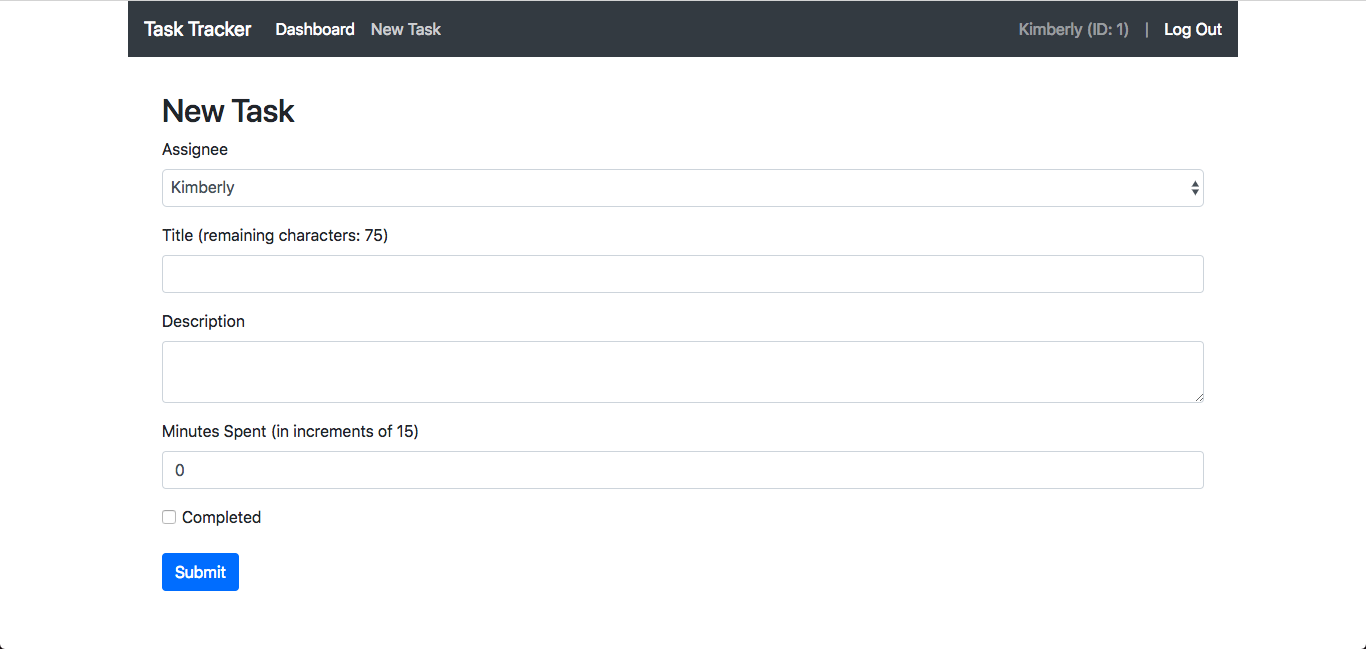 Task Tracker Dashboard New Task Kimberly (ID: 1) | Log Out
New Task
Assignee
Kimberly
Title (remaining characters: 75)
Description
Minutes Spent (in increments of 15)
0
Completed
Submit